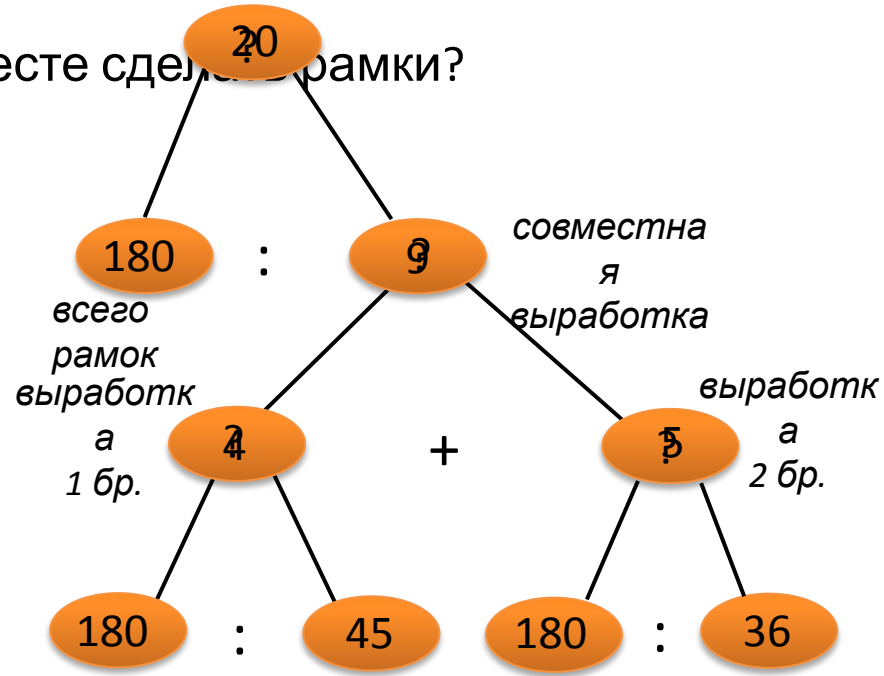 есте сделать рамки?
20
?
180 : 9
?
совместна
я
выработка
всего
рамок
выработк
а
1 бр.
4
?
+
5
?
выработк
а
2 бр.
180 : 45
180 : 36